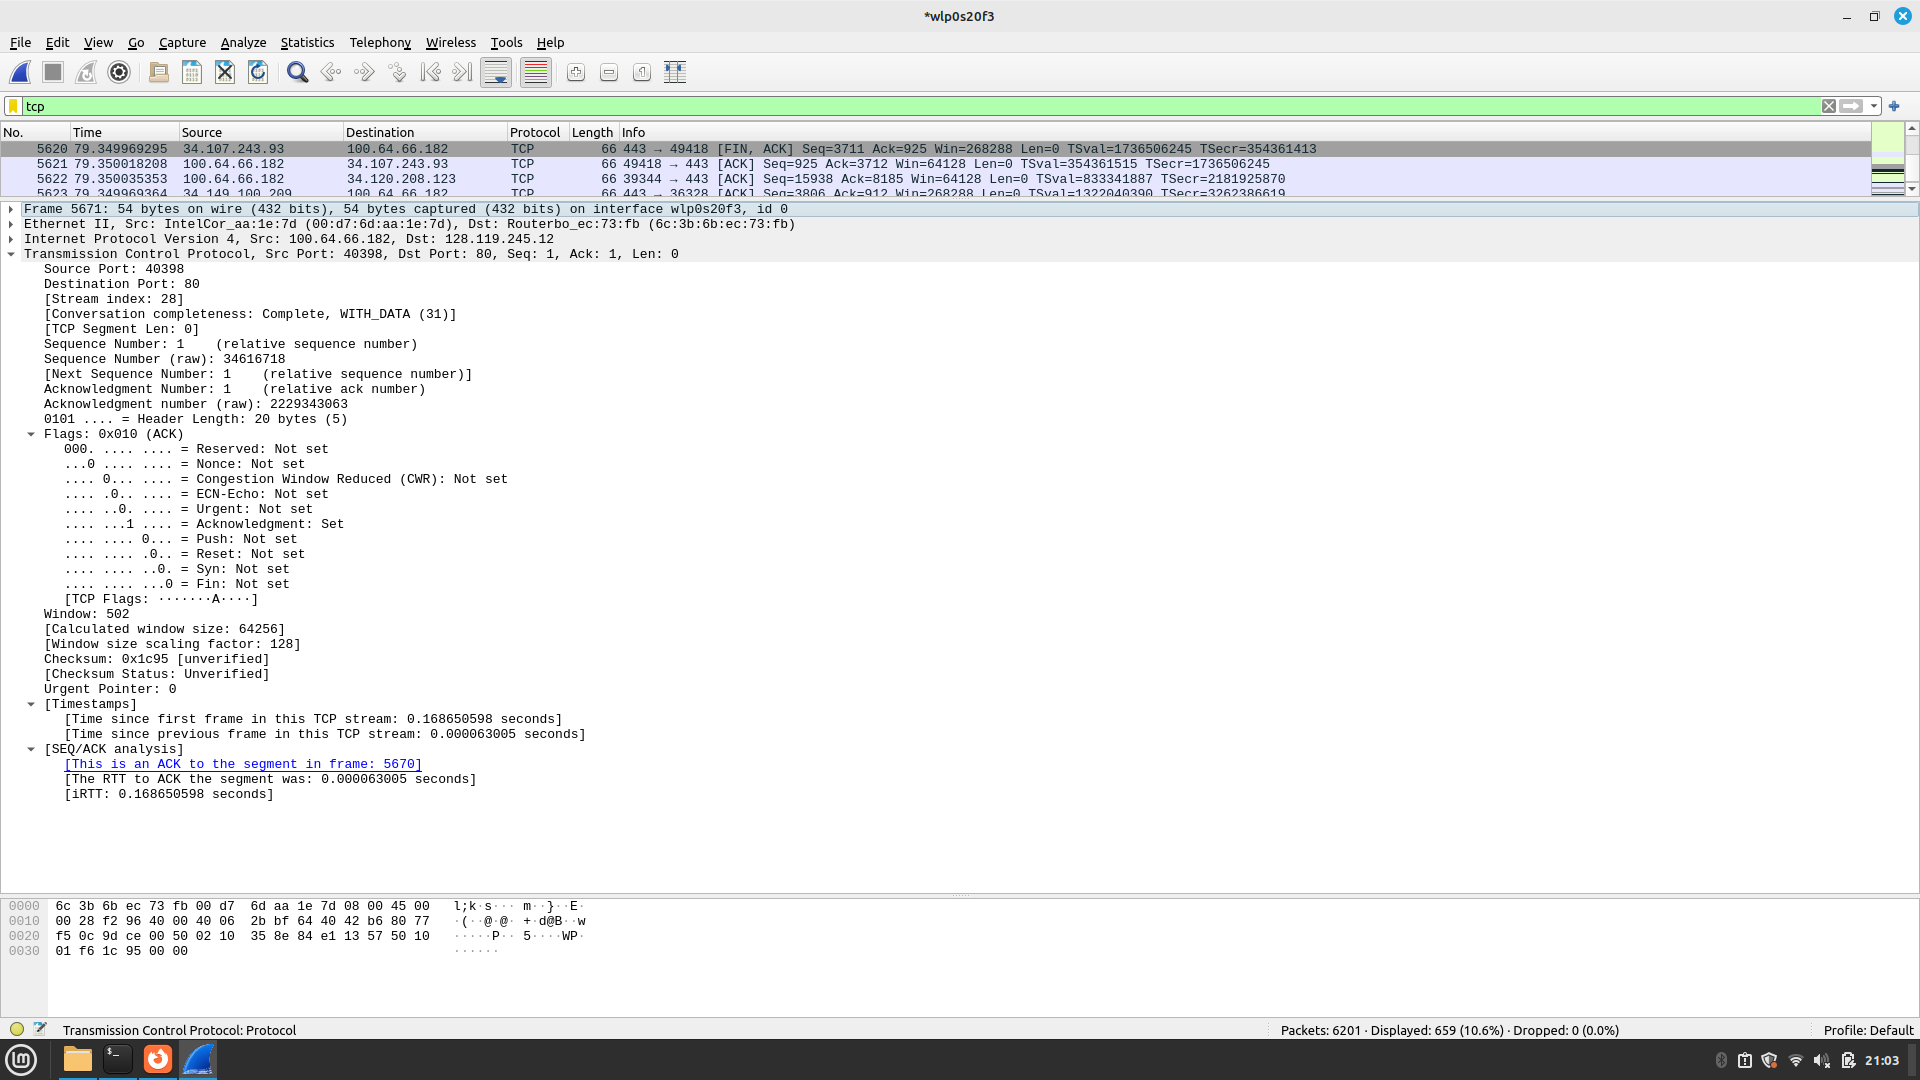 *wlp0s20f3
File Edit View Go Capture Analyze Statistics Telephony Wireless Tools Help
tcp
No. Time Source Destination Protocol Length Info
5620 79.349969295 34.107.243.93 100.64.66.182 TCP 66 443 → 49418 [FIN, ACK] Seq=3711 Ack=925 Win=268288 Len=0 TSval=1736506245 TSecr=354361413
5621 79.350018208 100.64.66.182 34.107.243.93 TCP 66 49418 → 443 [ACK] Seq=925 Ack=3712 Win=64128 Len=0 TSval=354361515 TSecr=1736506245
5622 79.350035353 100.64.66.182 34.120.208.123 TCP 66 39344 → 443 [ACK] Seq=15938 Ack=8185 Win=64128 Len=0 TSval=833341887 TSecr=2181925870
5623 79.349969364 34.149.100.209 100.64.66.182 TCP 66 443 → 36328 [ACK] Seq=3806 Ack=912 Win=268288 Len=0 TSval=1322040390 TSecr=3262386619
Frame 5671: 54 bytes on wire (432 bits), 54 bytes captured (432 bits) on interface wlp0s20f3, id 0
Ethernet II, Src: IntelCor_aa:1e:7d (00:d7:6d:aa:1e:7d), Dst: Routerbo_ec:73:fb (6c:3b:6b:ec:73:fb)
Internet Protocol Version 4, Src: 100.64.66.182, Dst: 128.119.245.12
Transmission Control Protocol, Src Port: 40398, Dst Port: 80, Seq: 1, Ack: 1, Len: 0
Source Port: 40398
Destination Port: 80
[Stream index: 28]
[Conversation completeness: Complete, WITH_DATA (31)]
[TCP Segment Len: 0]
Sequence Number: 1    (relative sequence number)
Sequence Number (raw): 34616718
[Next Sequence Number: 1    (relative sequence number)]
Acknowledgment Number: 1    (relative ack number)
Acknowledgment number (raw): 2229343063
0101 .... = Header Length: 20 bytes (5)
Flags: 0x010 (ACK)
000. .... .... = Reserved: Not set
...0 .... .... = Nonce: Not set
.... 0... .... = Congestion Window Reduced (CWR): Not set
.... .0.. .... = ECN-Echo: Not set
.... ..0. .... = Urgent: Not set
.... ...1 .... = Acknowledgment: Set
.... .... 0... = Push: Not set
.... .... .0.. = Reset: Not set
.... .... ..0. = Syn: Not set
.... .... ...0 = Fin: Not set
[TCP Flags: ·······A····]
Window: 502
[Calculated window size: 64256]
[Window size scaling factor: 128]
Checksum: 0x1c95 [unverified]
[Checksum Status: Unverified]
Urgent Pointer: 0
[Timestamps]
[Time since first frame in this TCP stream: 0.168650598 seconds]
[Time since previous frame in this TCP stream: 0.000063005 seconds]
[SEQ/ACK analysis]
[This is an ACK to the segment in frame: 5670]
[The RTT to ACK the segment was: 0.000063005 seconds]
[iRTT: 0.168650598 seconds]
0000 6c 3b 6b ec 73 fb 00 d7 6d aa 1e 7d 08 00 45 00 l;k·s··· m··}··E·
0010 00 28 f2 96 40 00 40 06 2b bf 64 40 42 b6 80 77 ·(··@·@· +·d@B··w
0020 f5 0c 9d ce 00 50 02 10 35 8e 84 e1 13 57 50 10 ·····P·· 5····WP·
0030 01 f6 1c 95 00 00 ······
Transmission Control Protocol: Protocol
Packets: 6201 · Displayed: 659 (10.6%) · Dropped: 0 (0.0%)
Profile: Default
21:03